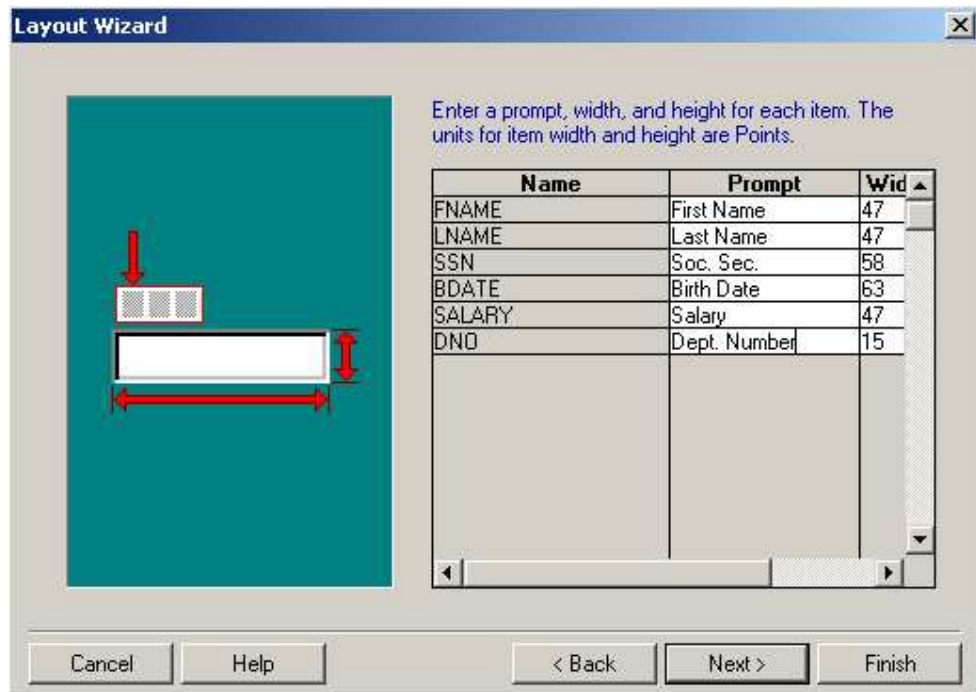 Layout Wizard
Enter a prompt, width, and height for each item. The
units for item width and height are Points.
Name Prompt Wid
FNAME First Name 47
LNAME Last Name 47
SSN Soc. Sec. 58
BDATE Birth Date 63
SALARY Salary 47
DNO Dept. Number 15
Cancel Help < Back Next > Finish